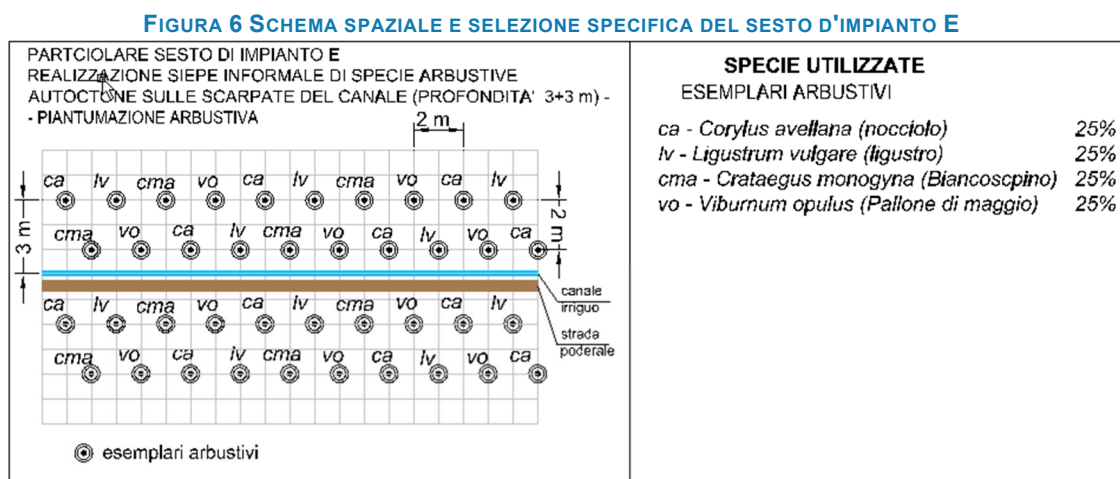 FIGURA 6 SCHEMA SPAZIALE E SELEZIONE SPECIFICA DEL SESTO D'IMPIANTO E
PARTCIOLARE SESTO DI IMPIANTO E
REALIZZAZIONE SIEPE INFORMALE DI SPECIE ARBUSTIVE
AUTOCTONE SULLE SCARPATE DEL CANALE (PROFONDITA' 3+3 m) -
- PIANTUMAZIONE ARBUSTIVA
2 m
ca lv cma vo ca lv cma vo ca lv
3 m
2 m
cma vo ca lv cma vo ca lv vo ca
canale
irriguo
ca lv cma vo ca lv cma vo ca lv
strada
poderale
cma vo ca lv cma vo ca lv vo ca
esemplari arbustivi
SPECIE UTILIZZATE
ESEMPLARI ARBUSTIVI
ca - Corylus avellana (nocciolo) 25%
lv - Ligustrum vulgare (ligustro) 25%
cma - Crataegus monogyna (Biancoscpino) 25%
vo - Viburnum opulus (Pallone di maggio) 25%